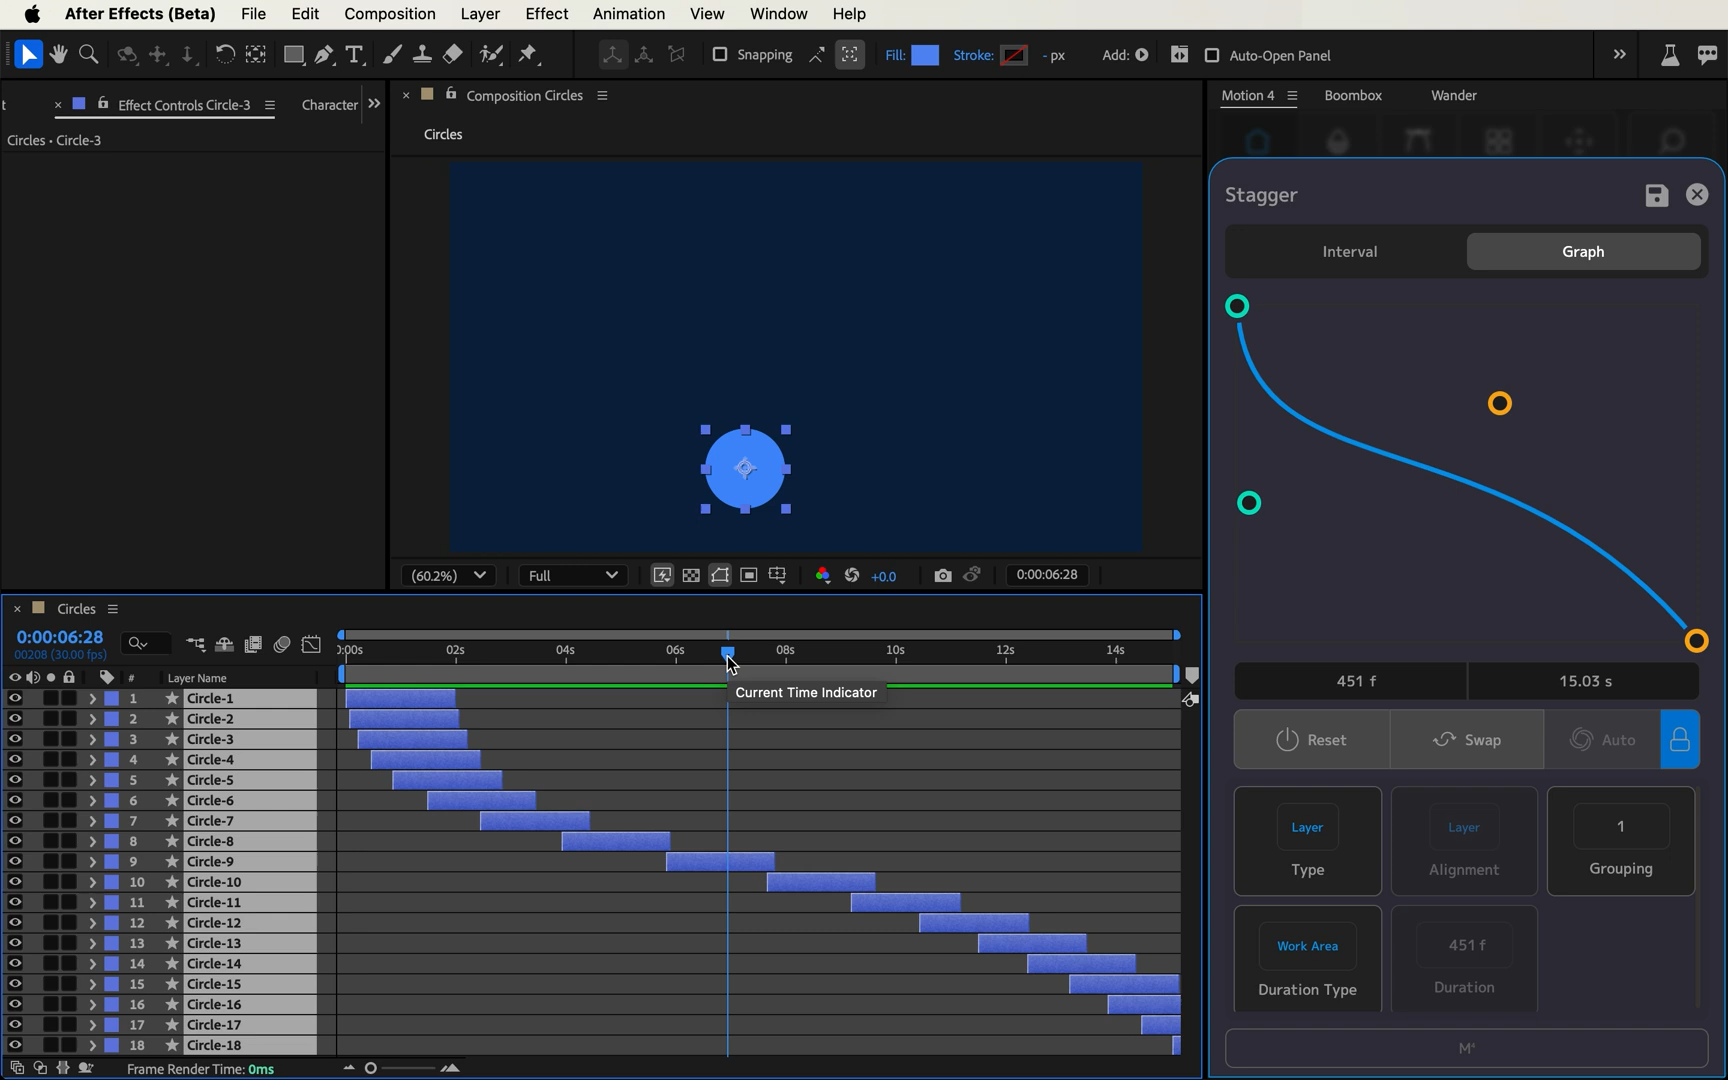 After Effects (Beta) File Edit Composition Layer Effect Animation View Window Help
Snapping
Fill: Stroke: - px Add: Auto-Open Panel
t × Effect Controls Circle-3 Character
Circles • Circle-3
× Composition Circles
Circles
(60.2%) Full +0.0 0:00:06:28
Motion 4 Boombox Wander
Stagger
Interval Graph
451 f 15.03 s
Reset Swap Auto
Layer
Type
Layer
Alignment
1
Grouping
Work Area
Duration Type
451 f
Duration
M⁴
× Circles
0:00:06:28
00208 (30.00 fps)
):00s 02s 04s 06s 08s 10s 12s 14s
# Layer Name
Current Time Indicator
1 Circle-1
2 Circle-2
3 Circle-3
4 Circle-4
5 Circle-5
6 Circle-6
7 Circle-7
8 Circle-8
9 Circle-9
10 Circle-10
11 Circle-11
12 Circle-12
13 Circle-13
14 Circle-14
15 Circle-15
16 Circle-16
17 Circle-17
18 Circle-18
Frame Render Time: 0ms